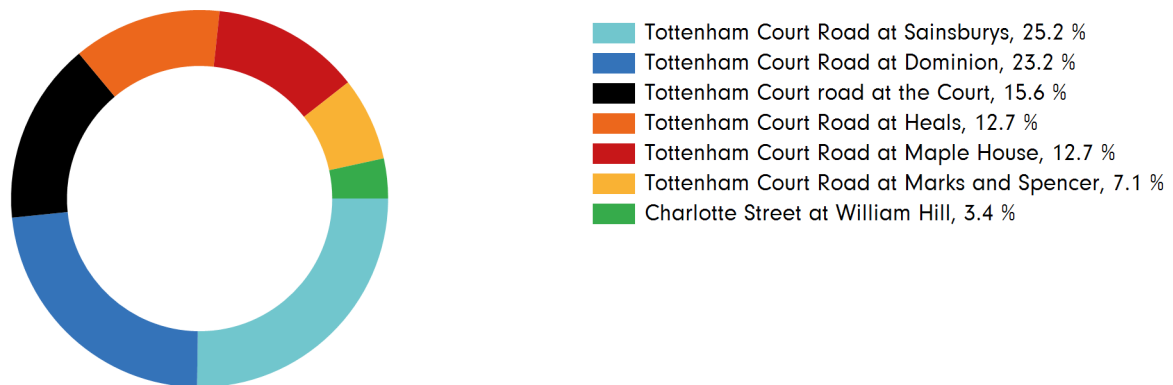 Tottenham Court Road at Sainsburys, 25.2 %
Tottenham Court Road at Dominion, 23.2 %
Tottenham Court road at the Court, 15.6 %
Tottenham Court Road at Heals, 12.7 %
Tottenham Court Road at Maple House, 12.7 %
Tottenham Court Road at Marks and Spencer, 7.1 %
Charlotte Street at William Hill, 3.4 %